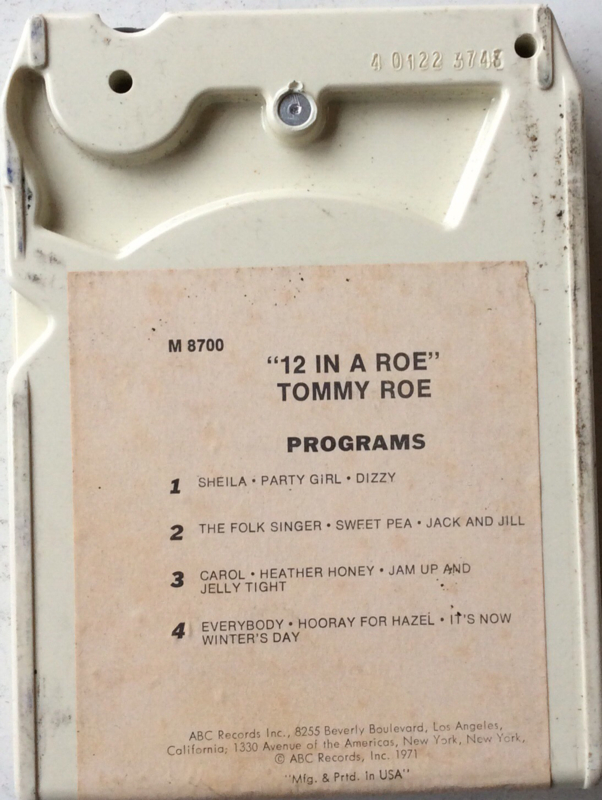 4 0122 3743
M 8700
"12 IN A ROE"
TOMMY ROE
PROGRAMS
1 SHEILA • PARTY GIRL • DIZZY
2 THE FOLK SINGER • SWEET PEA • JACK AND JILL
3 CAROL • HEATHER HONEY • JAM UP AND
JELLY TIGHT
4 EVERYBODY • HOORAY FOR HAZEL • IT'S NOW
WINTER'S DAY
ABC Records Inc., 8255 Beverly Boulevard, Los Angeles,
California; 1330 Avenue of the Americas, New York, New York,
© ABC Records, Inc. 1971
"Mfg. & Prtd. In USA"